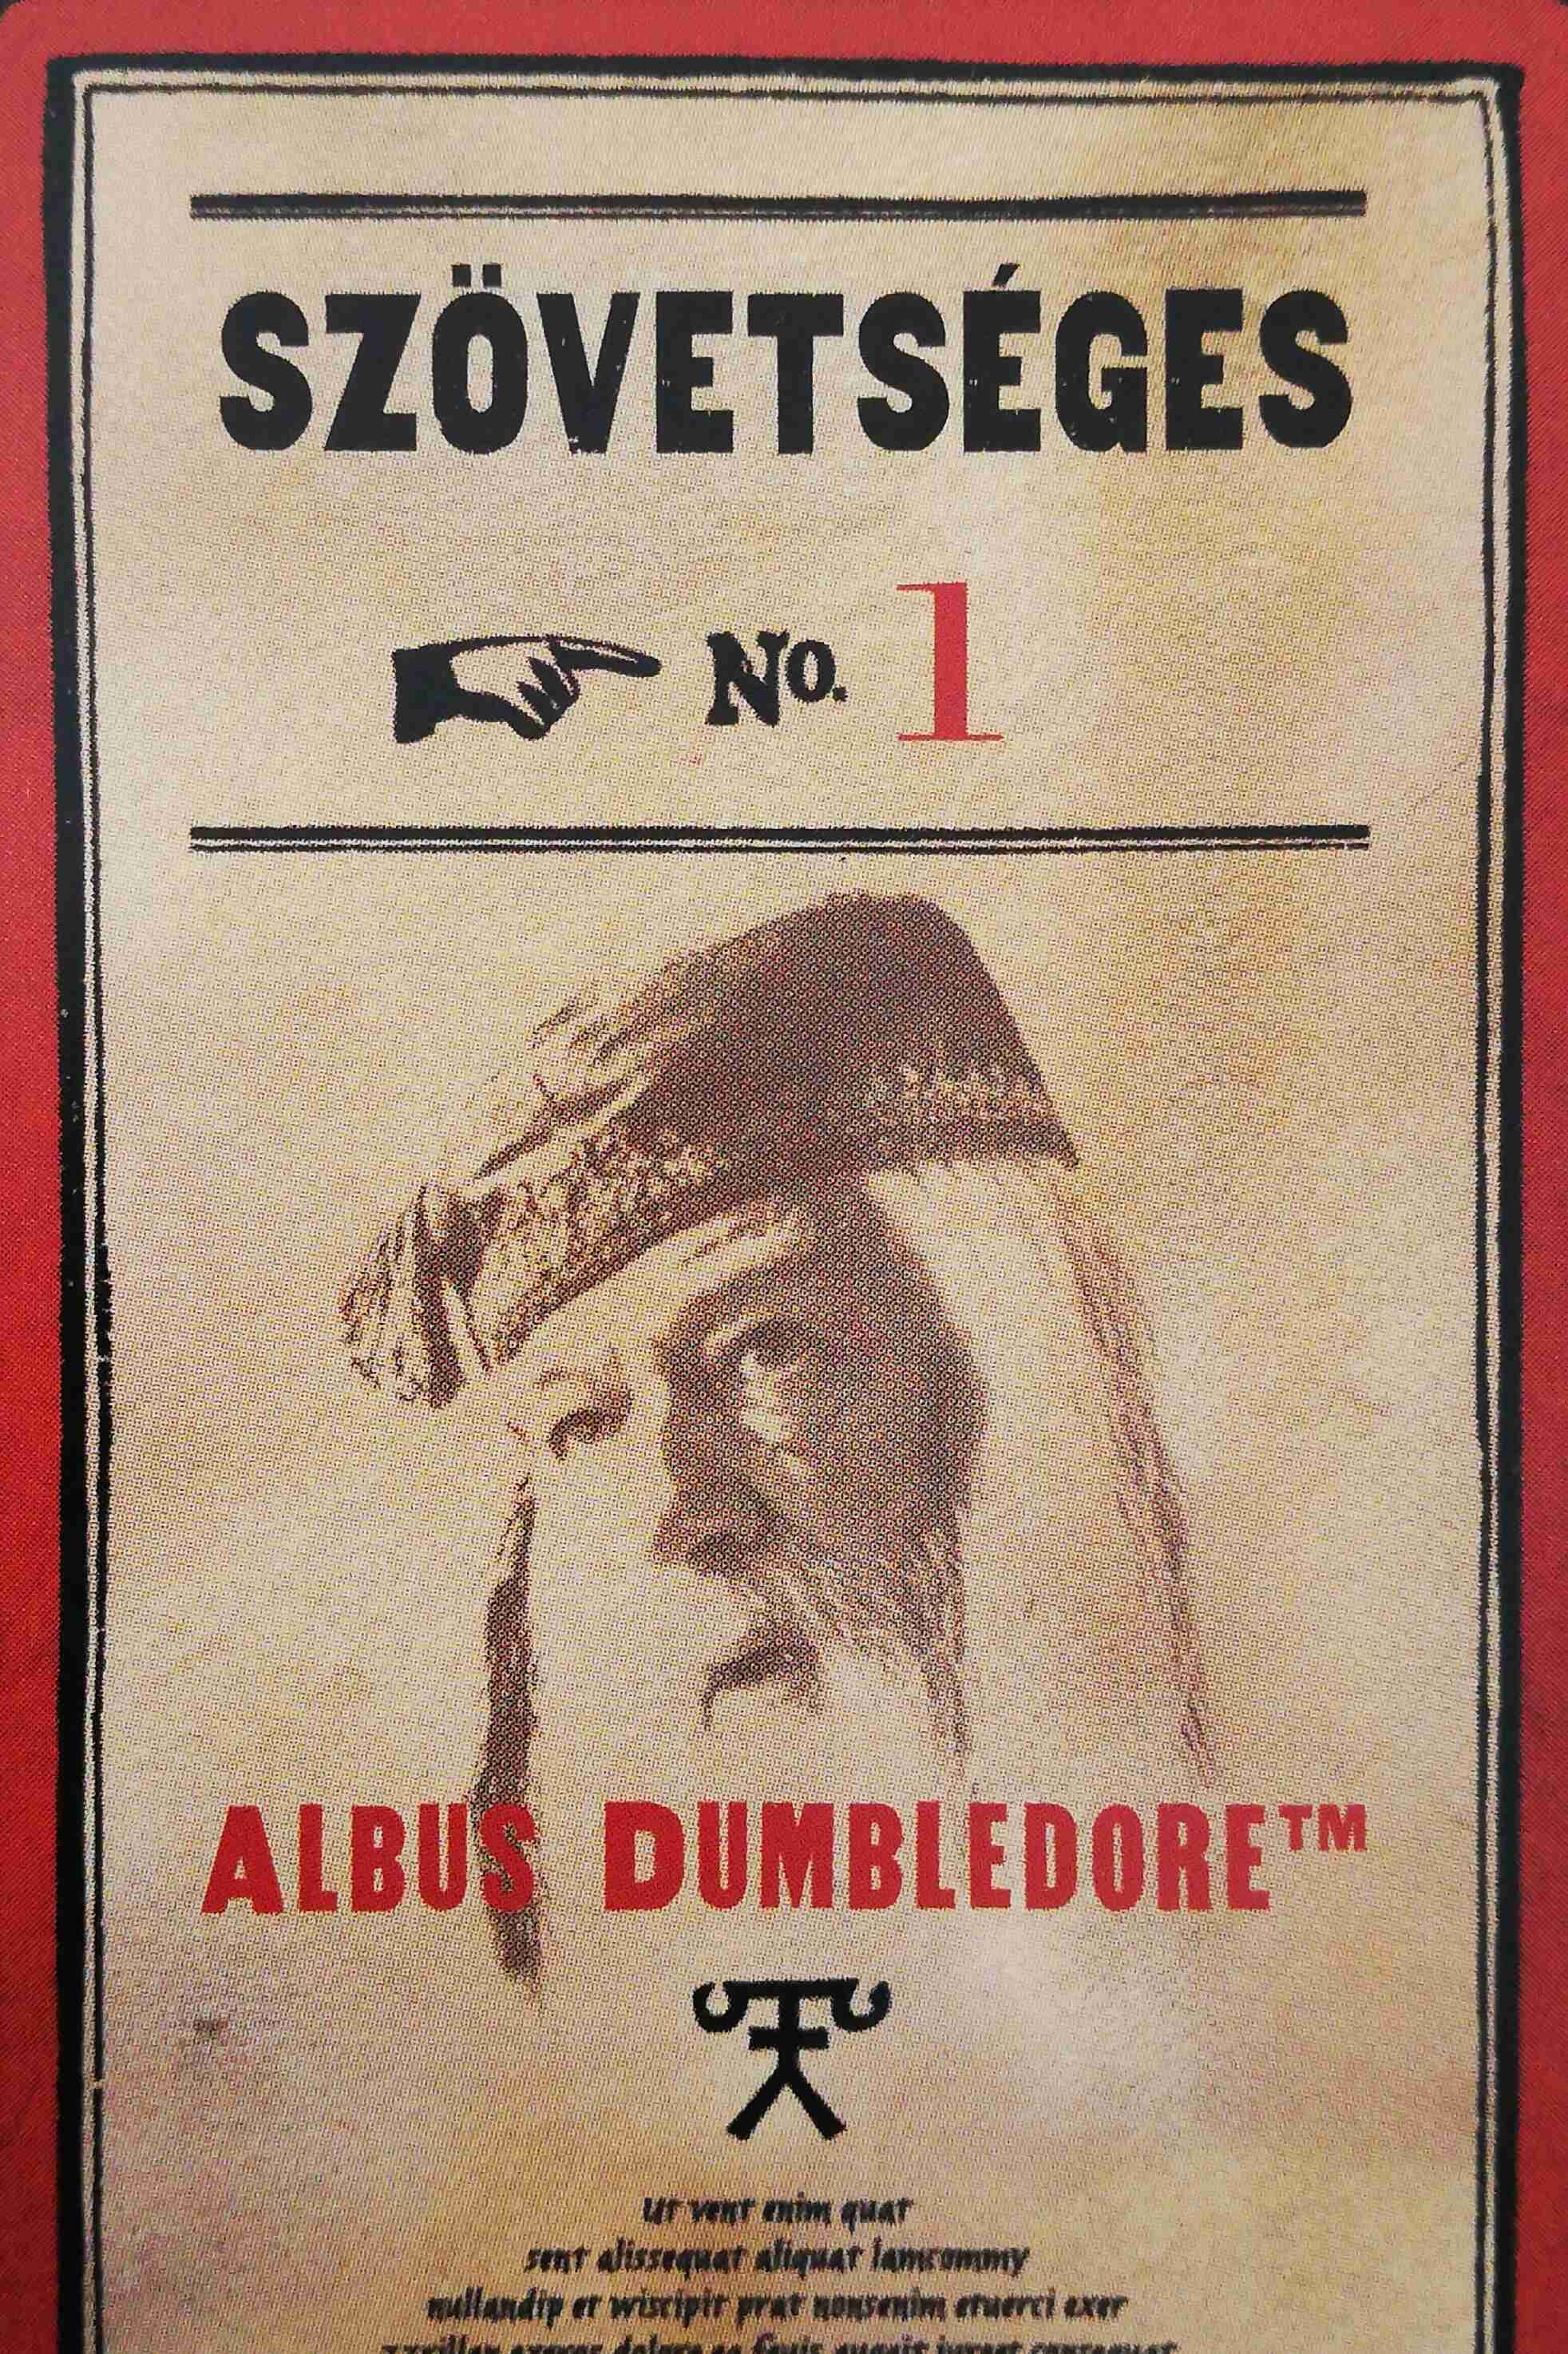 SZÖVETSÉGES
No. 1
ALBUS DUMBLEDORE™
Ut vent enim quat
sent alissequat aliquat lamcommy
nullandip et wiscipit prat nonsenim etuerci exer